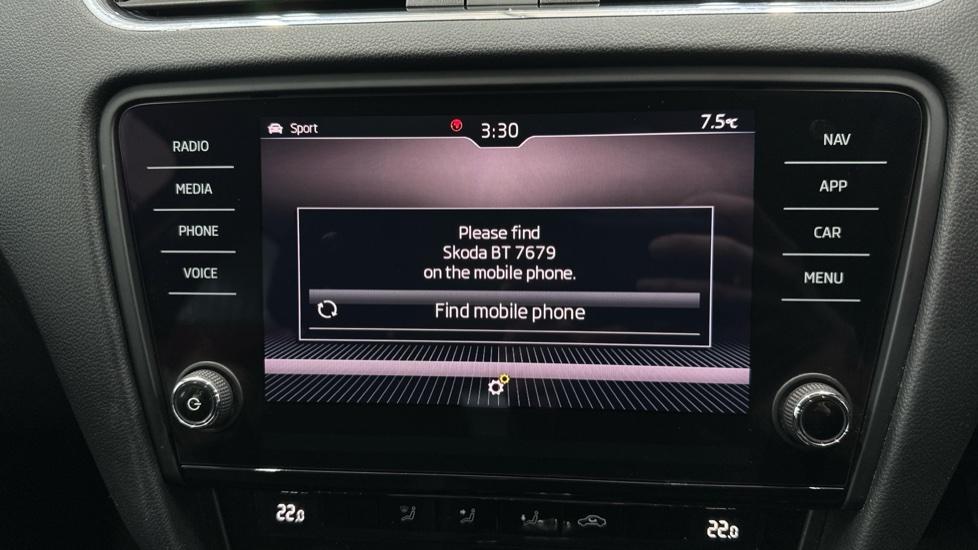 Sport
3:30
7.5°C
RADIO
MEDIA
PHONE
VOICE
NAV
APP
CAR
MENU
Please find
Skoda BT 7679
on the mobile phone.
Find mobile phone
22.0
22.0